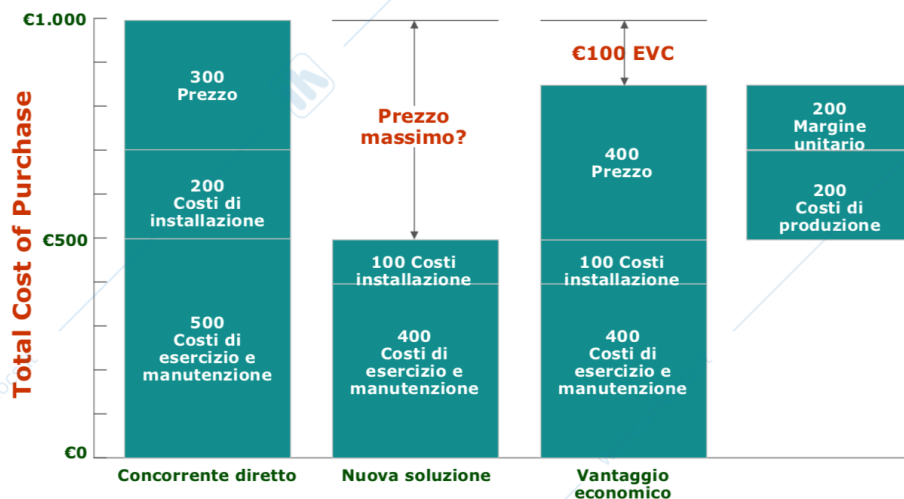 Total Cost of Purchase
€1.000
€500
€0
300
Prezzo
200
Costi di
installazione
500
Costi di
esercizio e
manutenzione
Concorrente diretto
Prezzo
massimo?
100 Costi
installazione
400
Costi di
esercizio e
manutenzione
Nuova soluzione
€100 EVC
400
Prezzo
100 Costi
installazione
400
Costi di
esercizio e
manutenzione
Vantaggio
economico
200
Margine
unitario
200
Costi di
produzione